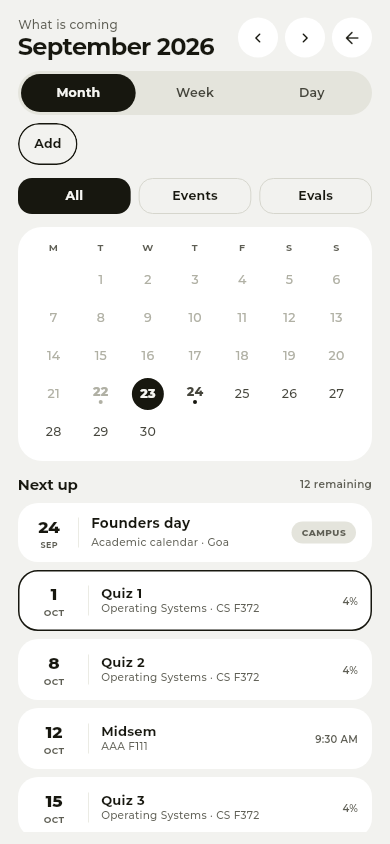 What is coming
September 2026
Month Week Day
Add
All Events Evals
M T W T F S S
1 2 3 4 5 6
7 8 9 10 11 12 13
14 15 16 17 18 19 20
21 22 23 24 25 26 27
28 29 30
Next up 12 remaining
24 SEP
Founders day
Academic calendar · Goa
CAMPUS
1 OCT
Quiz 1
Operating Systems · CS F372
4%
8 OCT
Quiz 2
Operating Systems · CS F372
4%
12 OCT
Midsem
AAA F111
9:30 AM
15 OCT
Quiz 3
Operating Systems · CS F372
4%